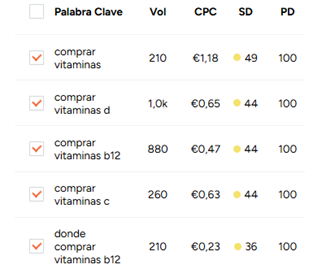 Palabra Clave Vol CPC SD PD
comprar
vitaminas 210 €1,18 49 100
comprar
vitaminas d 1,0k €0,65 44 100
comprar
vitaminas b12 880 €0,47 44 100
comprar
vitaminas c 260 €0,63 44 100
donde
comprar 210 €0,23 36 100
vitaminas b12